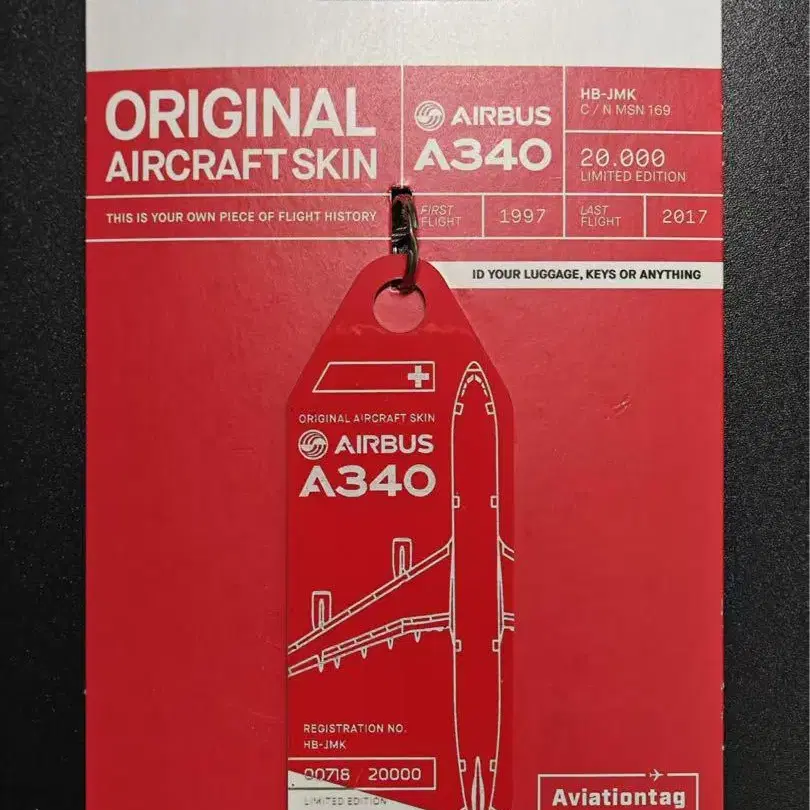 ORIGINAL
AIRCRAFT SKIN
THIS IS YOUR OWN PIECE OF FLIGHT HISTORY
AIRBUS
A340
HB-JMK
C / N MSN 169
20.000
LIMITED EDITION
FIRST
FLIGHT
1997
LAST
FLIGHT
2017
ID YOUR LUGGAGE, KEYS OR ANYTHING
ORIGINAL AIRCRAFT SKIN
AIRBUS
A340
REGISTRATION NO.
HB-JMK
00718 20000
LIMITED EDITION
Aviationtag